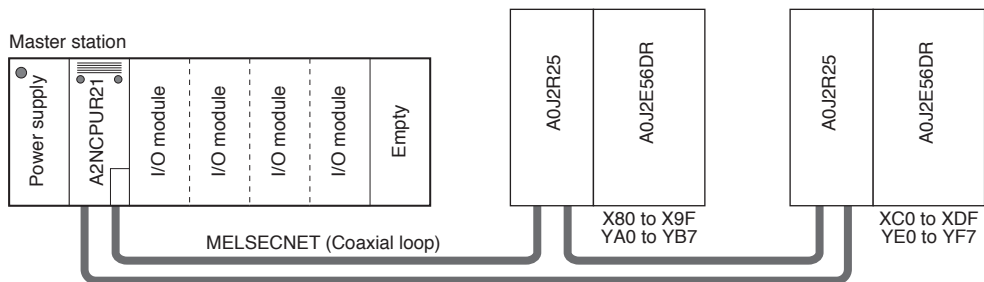 Master station
Power supply
A2NCPUR21
I/O module
I/O module
I/O module
I/O module
Empty
A0J2R25
A0J2E56DR
X80 to X9F
YA0 to YB7
A0J2R25
A0J2E56DR
XC0 to XDF
YE0 to YF7
MELSECNET (Coaxial loop)